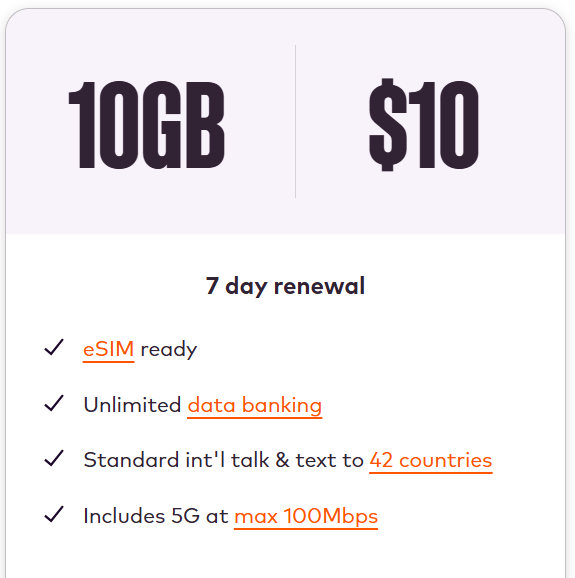 10GB
$10
7 day renewal
eSIM ready
Unlimited data banking
Standard int'l talk & text to 42 countries
Includes 5G at max 100Mbps